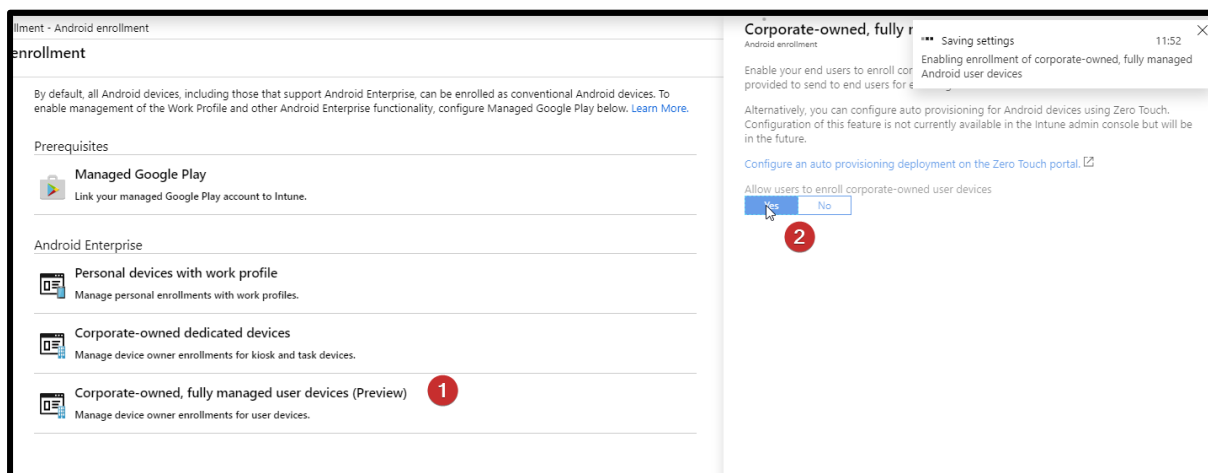 llment - Android enrollment
enrollment
By default, all Android devices, including those that support Android Enterprise, can be enrolled as conventional Android devices. To
enable management of the Work Profile and other Android Enterprise functionality, configure Managed Google Play below. Learn More.
Prerequisites
Managed Google Play
Link your managed Google Play account to Intune.
Android Enterprise
Personal devices with work profile
Manage personal enrollments with work profiles.
Corporate-owned dedicated devices
Manage device owner enrollments for kiosk and task devices.
Corporate-owned, fully managed user devices (Preview)
1
Manage device owner enrollments for user devices.
Corporate-owned, fully
Android enrollment
Saving settings 11:52
Enabling enrollment of corporate-owned, fully managed
Android user devices
Enable your end users to enroll
provided to send to end users for
Alternatively, you can configure auto provisioning for Android devices using Zero Touch.
Configuration of this feature is not currently available in the Intune admin console but will be
in the future.
Configure an auto provisioning deployment on the Zero Touch portal.
Allow users to enroll corporate-owned user devices
Yes No
2